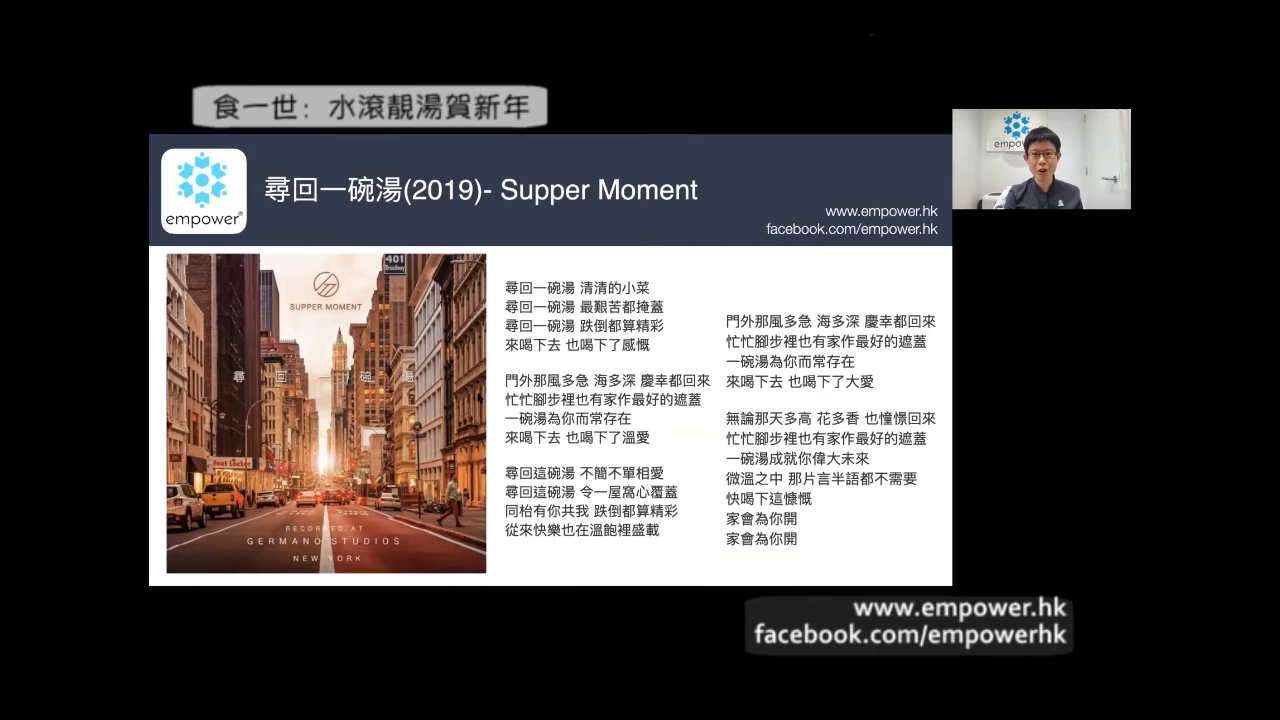 食一世：水滾靚湯賀新年
empower
尋回一碗湯(2019)- Supper Moment
www.empower.hk
facebook.com/empower.hk
empower
401
Broadway
SUPPER MOMENT
尋 回 一 碗 湯
Foot Locker
RECORDED AT
GERMANO STUDIOS
NEW YORK
尋回一碗湯 清清的小菜
尋回一碗湯 最艱苦都掩蓋
尋回一碗湯 跌倒都算精彩
來喝下去 也喝下了感慨
門外那風多急 海多深 慶幸都回來
忙忙腳步裡也有家作最好的遮蓋
一碗湯為你而常存在
來喝下去 也喝下了溫愛
尋回這碗湯 不簡不單相愛
尋回這碗湯 令一屋窩心覆蓋
同枱有你共我 跌倒都算精彩
從來快樂也在溫飽裡盛載
門外那風多急 海多深 慶幸都回來
忙忙腳步裡也有家作最好的遮蓋
一碗湯為你而常存在
來喝下去 也喝下了大愛
無論那天多高 花多香 也憧憬回來
忙忙腳步裡也有家作最好的遮蓋
一碗湯成就你偉大未來
微溫之中 那片言半語都不需要
快喝下這慷慨
家會為你開
家會為你開
www.empower.hk
facebook.com/empowerhk